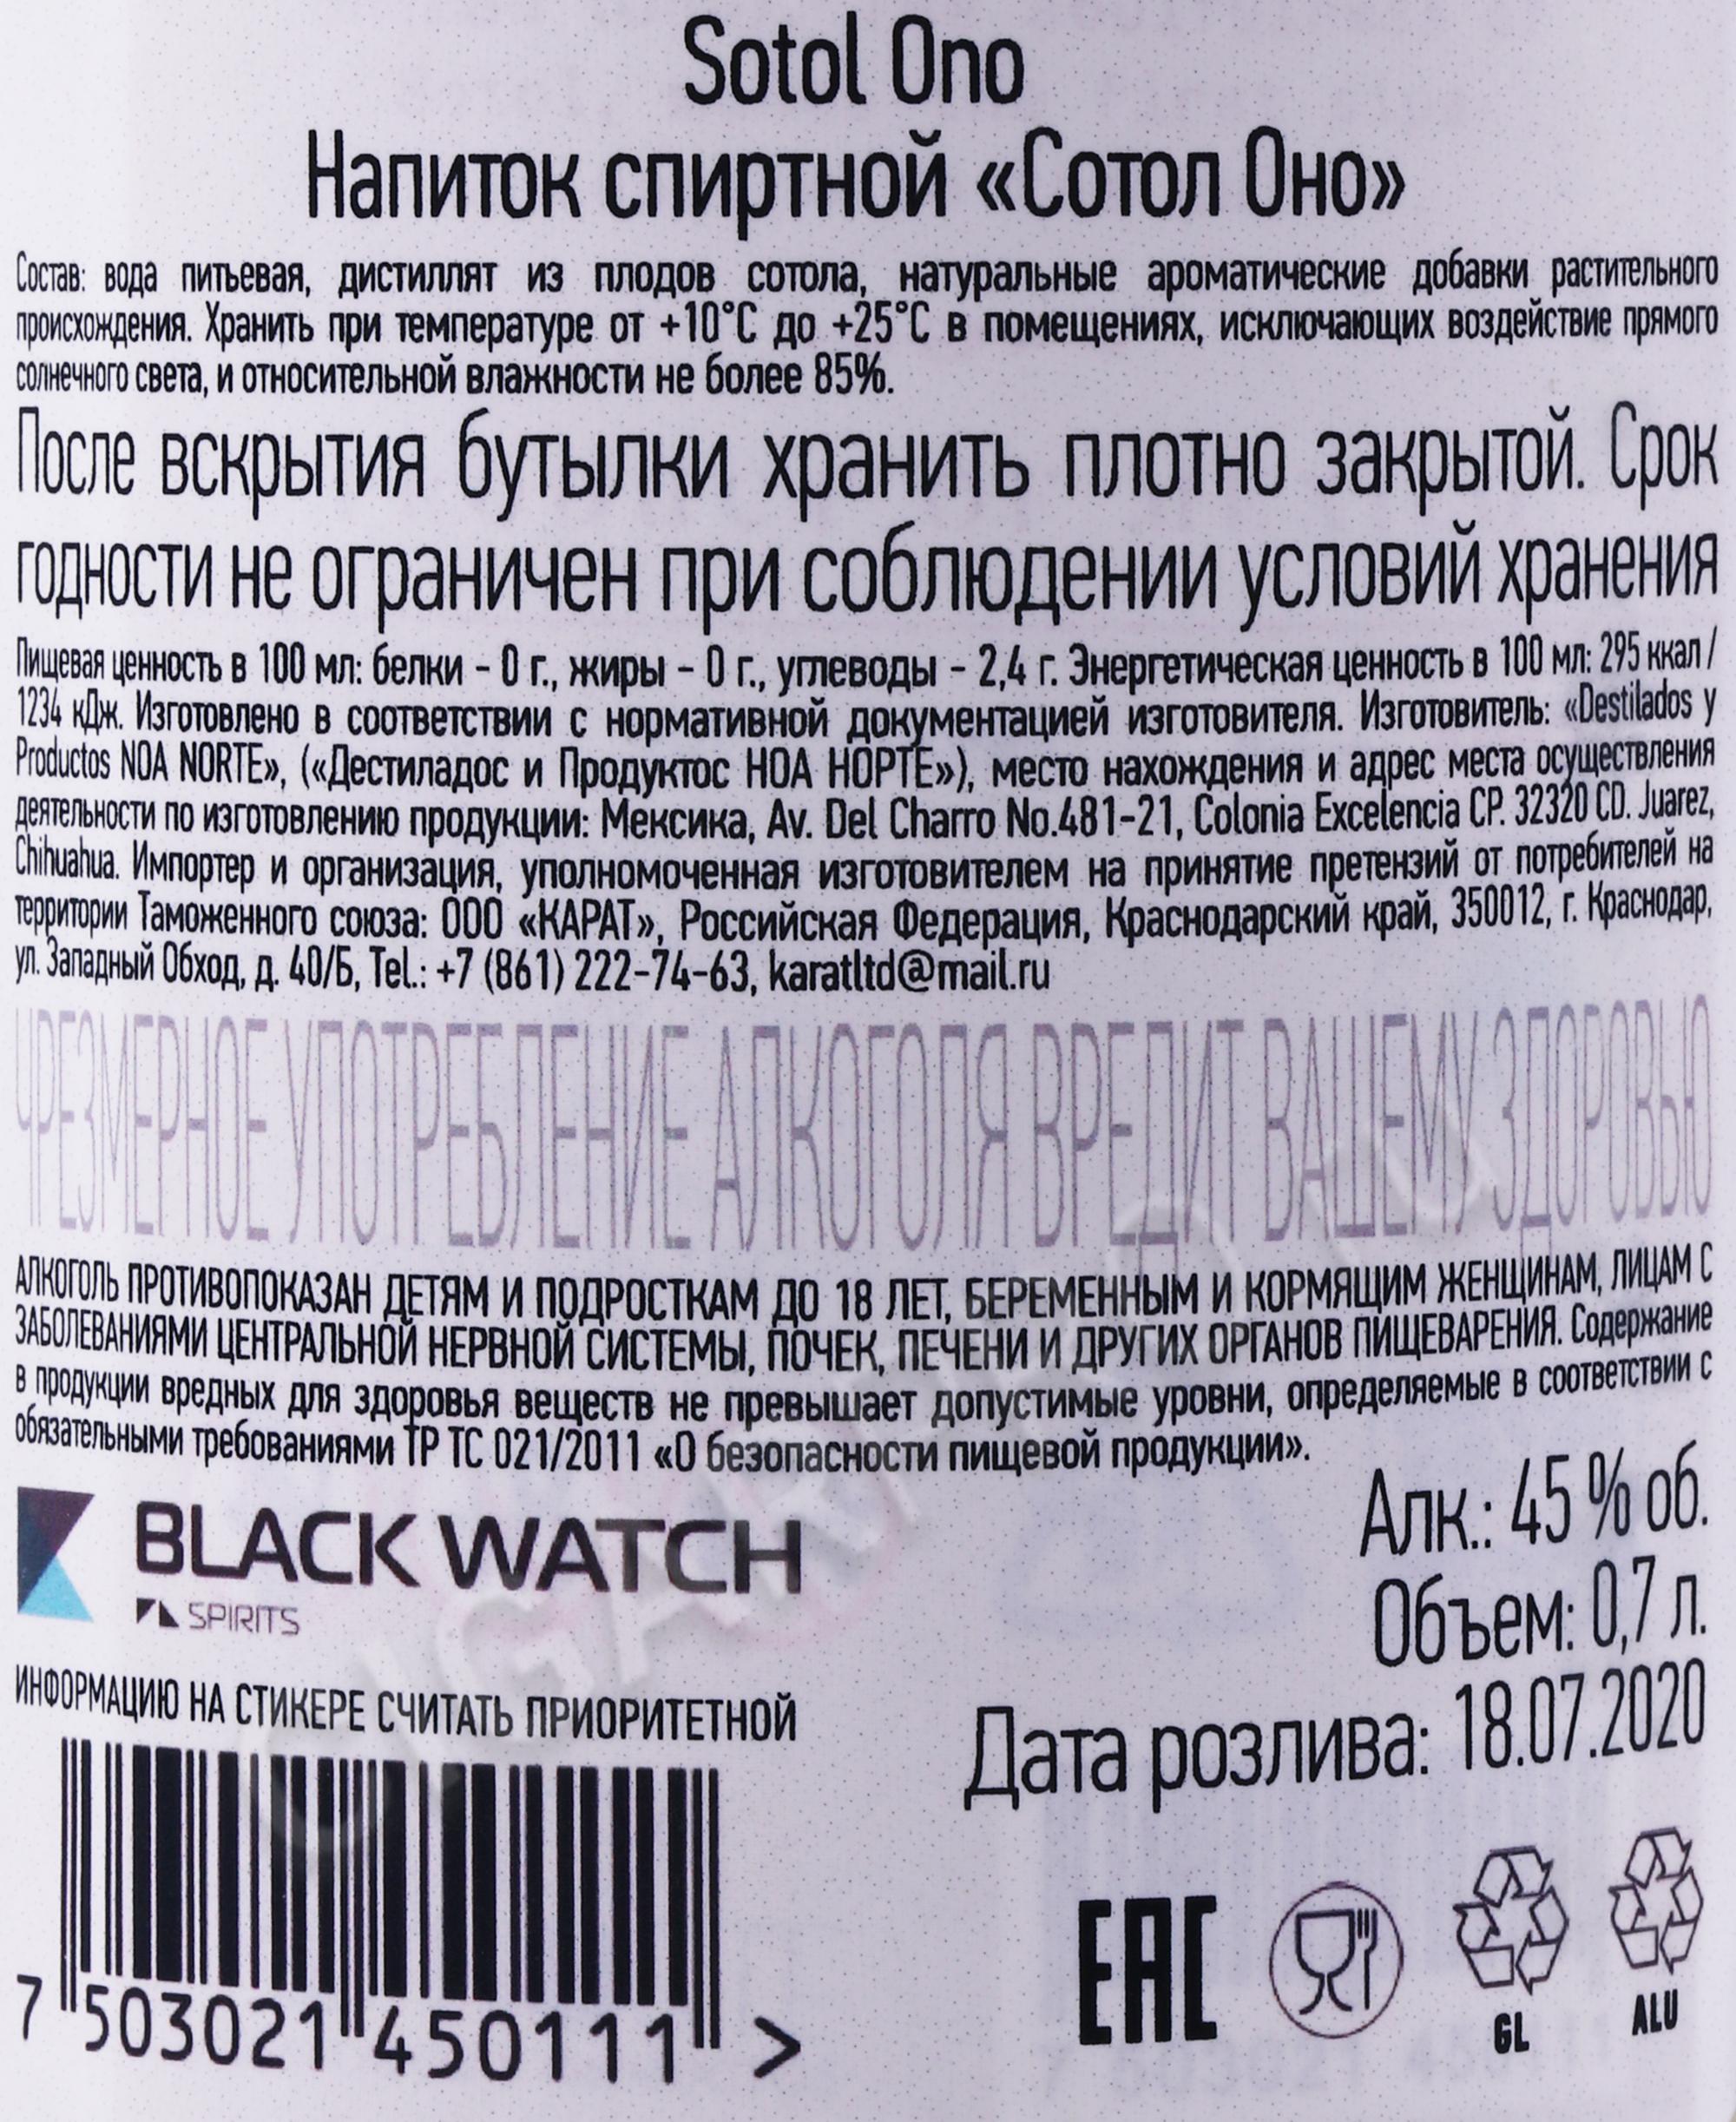 Sotol Ono
Напиток спиртной «Сотол Оно»
Состав: вода питьевая, дистиллят из плодов сотола, натуральные ароматические добавки растительного
происхождения. Хранить при температуре от +10°С до +25°С в помещениях, исключающих воздействие прямого
солнечного света, и относительной влажности не более 85%.
После вскрытия бутылки хранить плотно закрытой. Срок
годности не ограничен при соблюдении условий хранения
Пищевая ценность в 100 мл: белки - 0 г., жиры - 0 г., углеводы - 2,4 г. Энергетическая ценность в 100 мл: 295 ккал /
1234 кДж. Изготовлено в соответствии с нормативной документацией изготовителя. Изготовитель: «Destilados y
Productos NOA NORTE», («Дестиладос и Продуктос НОА НОРТЕ»), место нахождения и адрес места осуществления
деятельности по изготовлению продукции: Мексика, Av. Del Charro No.481-21, Colonia Excelencia CP. 32320 CD. Juarez,
Chihuahua. Импортер и организация, уполномоченная изготовителем на принятие претензий от потребителей на
территории Таможенного союза: ООО «КАРАТ», Российская Федерация, Краснодарский край, 350012, г. Краснодар,
ул. Западный Обход, д. 40/Б, Tel.: +7 (861) 222-74-63, karatltd@mail.ru
ЧРЕЗМЕРНОЕ УПОТРЕБЛЕНИЕ АЛКОГОЛЯ ВРЕДИТ ВАШЕМУ ЗДОРОВЬЮ
АЛКОГОЛЬ ПРОТИВОПОКАЗАН ДЕТЯМ И ПОДРОСТКАМ ДО 18 ЛЕТ, БЕРЕМЕННЫМ И КОРМЯЩИМ ЖЕНЩИНАМ, ЛИЦАМ С
ЗАБОЛЕВАНИЯМИ ЦЕНТРАЛЬНОЙ НЕРВНОЙ СИСТЕМЫ, ПОЧЕК, ПЕЧЕНИ И ДРУГИХ ОРГАНОВ ПИЩЕВАРЕНИЯ. Содержание
в продукции вредных для здоровья веществ не превышает допустимые уровни, определяемые в соответствии с
обязательными требованиями ТР ТС 021/2011 «О безопасности пищевой продукции».
Алк.: 45 % об.
BLACK WATCH
SPIRITS
Объем: 0,7 л.
ИНФОРМАЦИЮ НА СТИКЕРЕ СЧИТАТЬ ПРИОРИТЕТНОЙ
Дата розлива: 18.07.2020
7 503021 450111 >
EAC
GL
ALU